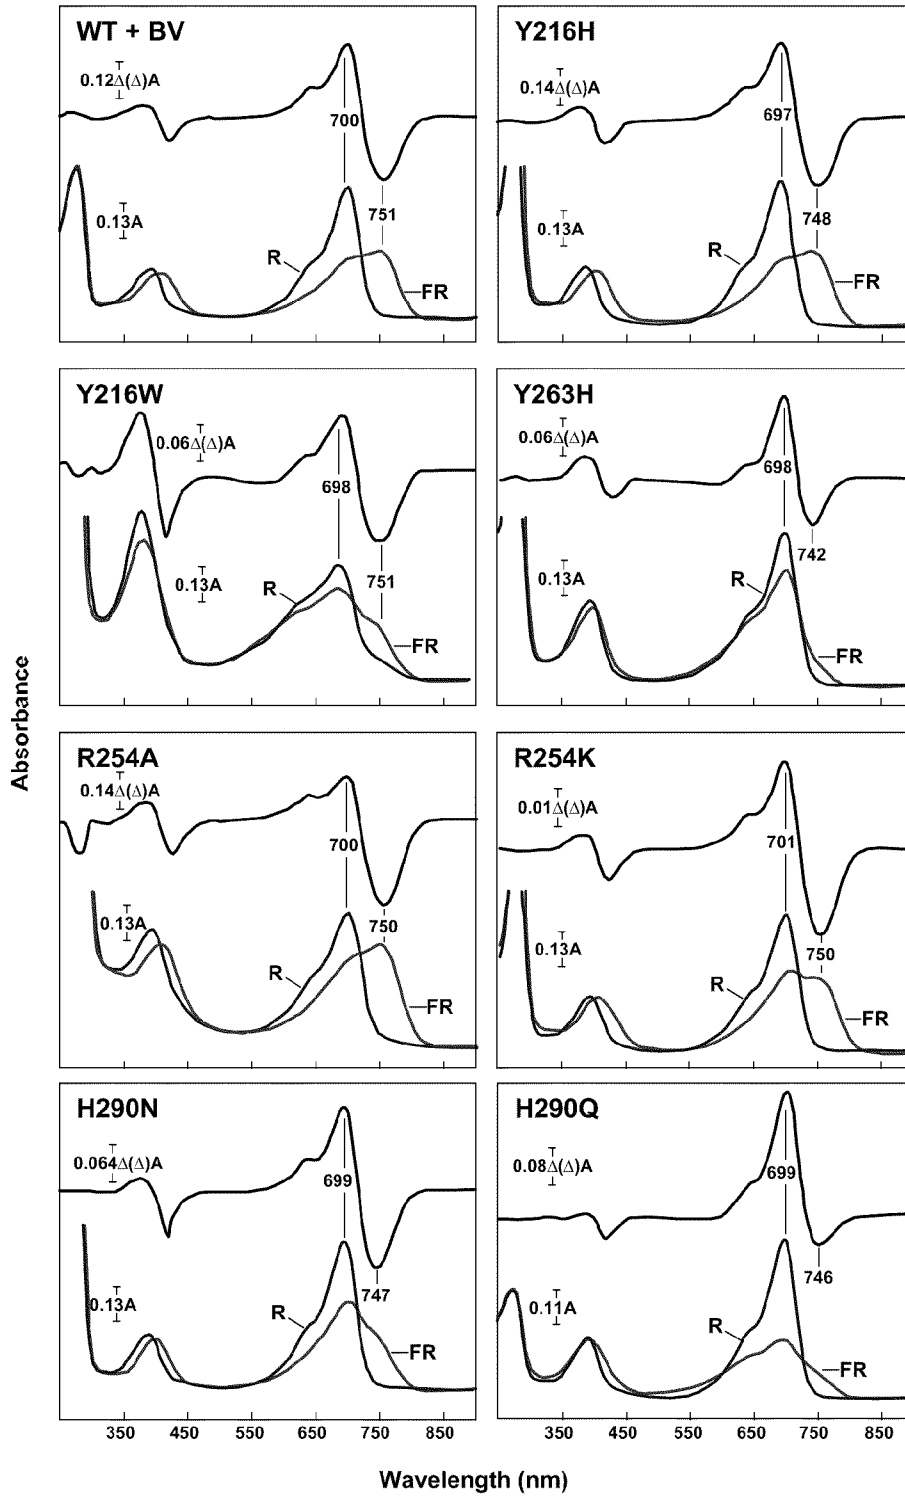 WT + BV
0.12Δ(Δ)A
700
0.13A
751
R
FR
Y216H
0.14Δ(Δ)A
697
0.13A
748
R
FR
Y216W
0.06Δ(Δ)A
698
0.13A
751
R
FR
Y263H
0.06Δ(Δ)A
698
742
0.13A
R
FR
R254A
0.14Δ(Δ)A
700
0.13A
750
R
FR
R254K
0.01Δ(Δ)A
701
0.13A
750
R
FR
H290N
0.064Δ(Δ)A
699
0.13A
747
R
FR
H290Q
0.08Δ(Δ)A
699
746
0.11A
R
FR
350 450 550 650 750 850
350 450 550 650 750 850
Absorbance
Wavelength (nm)